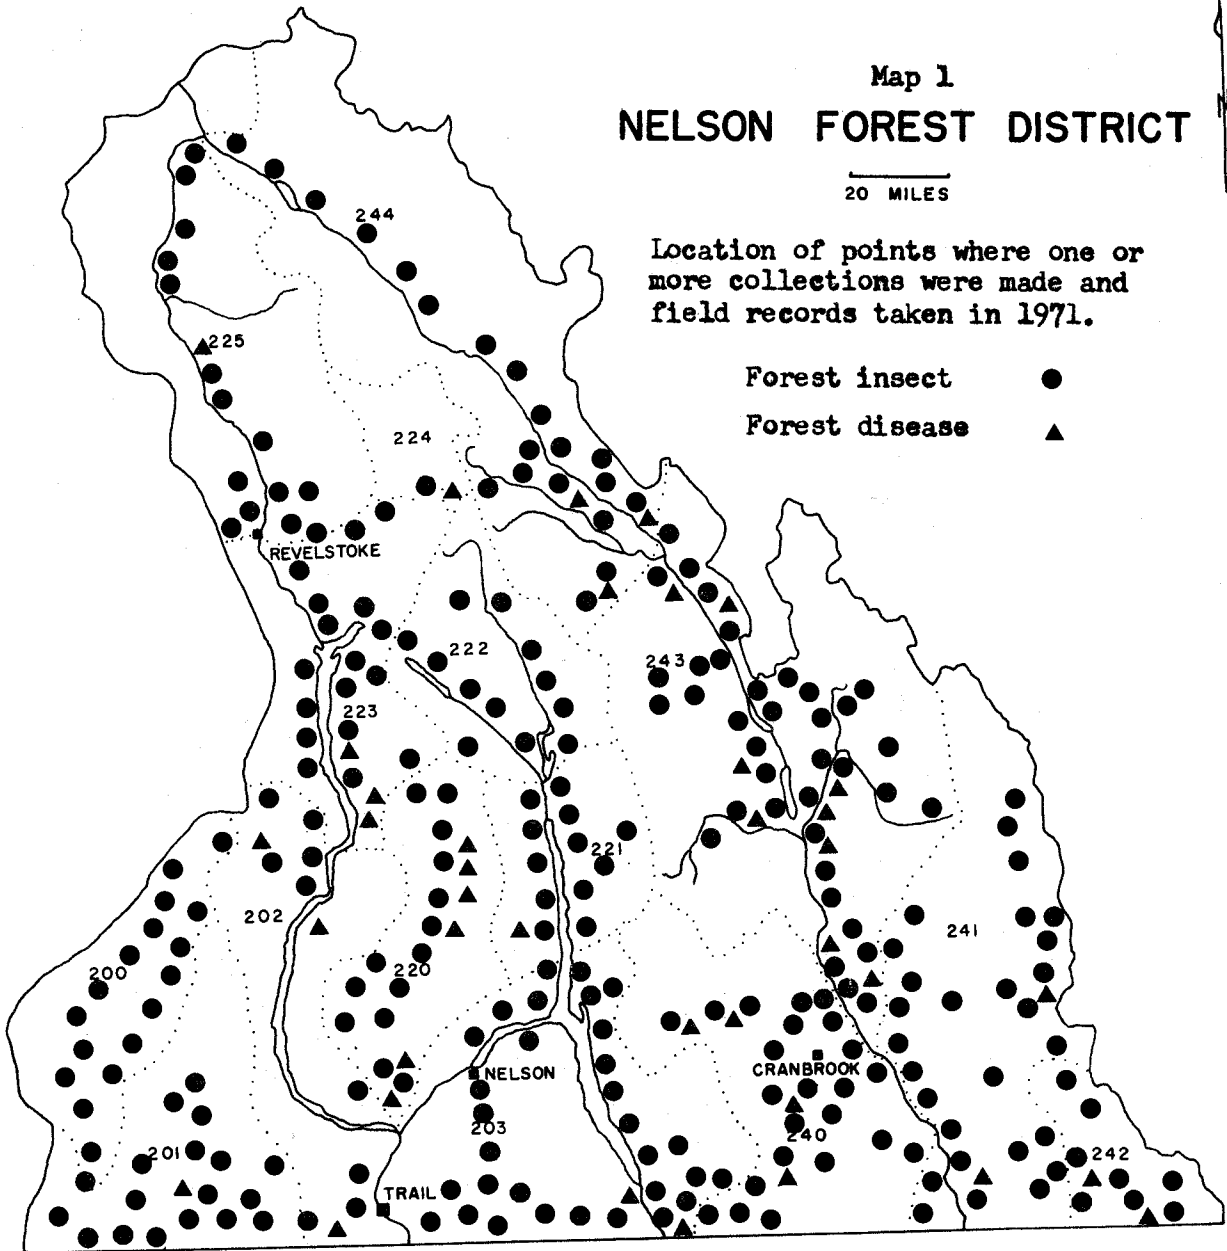 Map 1
NELSON FOREST DISTRICT
20 MILES
Location of points where one or
more collections were made and
field records taken in 1971.
Forest insect
Forest disease
244
225
224
REVELSTOKE
222
243
223
221
202
241
200
220
CRANBROOK
NELSON
203
240
201
242
TRAIL